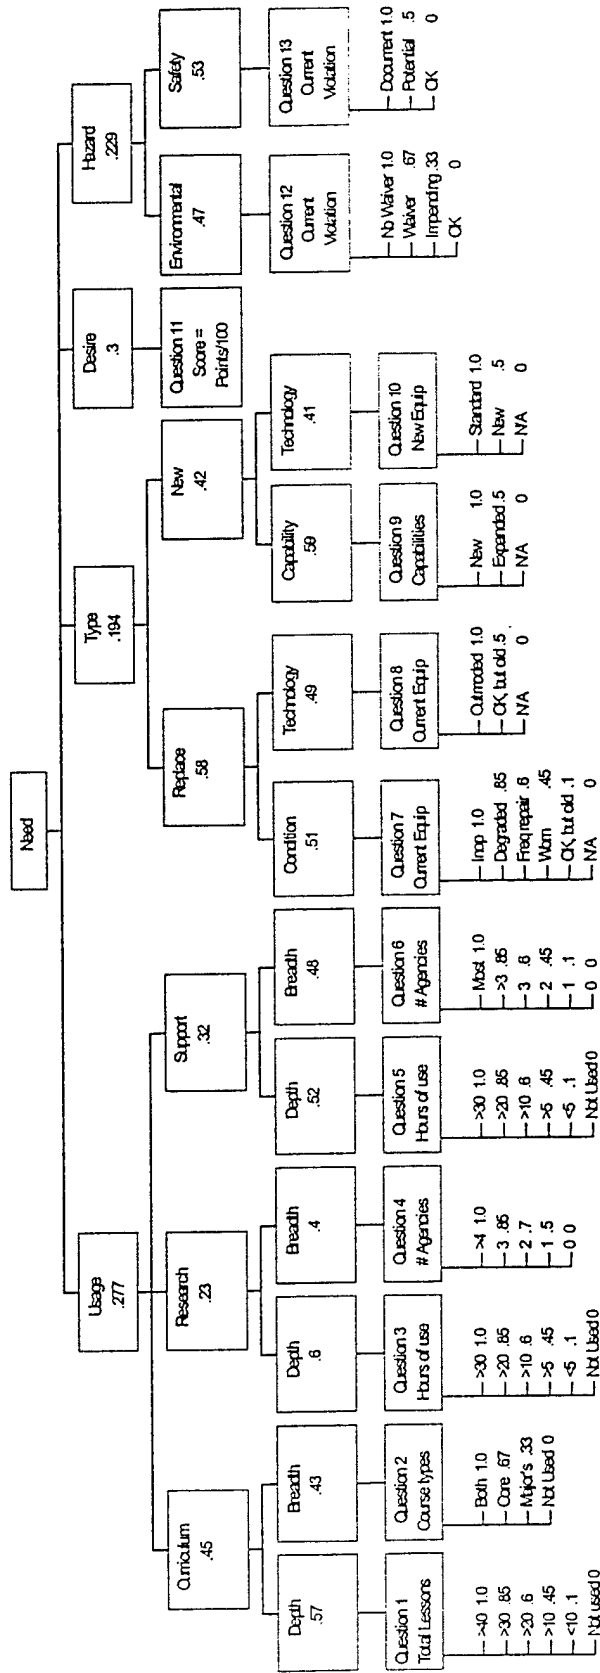 Need
Usage
.277
Type
.194
Desire
.3
Hazard
.229
Curriculum
.45
Research
.23
Support
.32
Replace
.58
New
.42
Question 11
Score =
Points/100
Environmental
.47
Safety
.53
Depth
.57
Breadth
.43
Depth
.6
Breadth
.4
Depth
.52
Breadth
.48
Condition
.51
Technology
.49
Capability
.59
Technology
.41
Question 12
Current
Violation
Question 13
Current
Violation
Question 1
Total Lessons
Question 2
Course types
Question 3
Hours of use
Question 4
# Agencies
Question 5
Hours of use
Question 6
# Agencies
Question 7
Current Equip
Question 8
Current Equip
Question 9
Capabilities
Question 10
New Equip
>40 1.0
>30 .85
>20 .6
>10 .45
<10 .1
Not used 0
Both 1.0
Core .67
Major's .33
Not Used 0
>30 1.0
>20 .85
>10 .6
>5 .45
<5 .1
Not Used 0
>4 1.0
3 .85
2 .7
1 .5
0 0
>30 1.0
>20 .85
>10 .6
>5 .45
<5 .1
Not Used 0
Most 1.0
>3 .85
3 .6
2 .45
1 .1
0 0
Inop 1.0
Degraded .85
Freq repair .6
Worn .45
OK, but old .1
N/A 0
Outmoded 1.0
OK, but old .5
N/A 0
New 1.0
Expanded .5
N/A 0
Standard 1.0
New .5
N/A 0
No Waiver 1.0
Waiver .67
Impending .33
OK 0
Document 1.0
Potential .5
OK 0